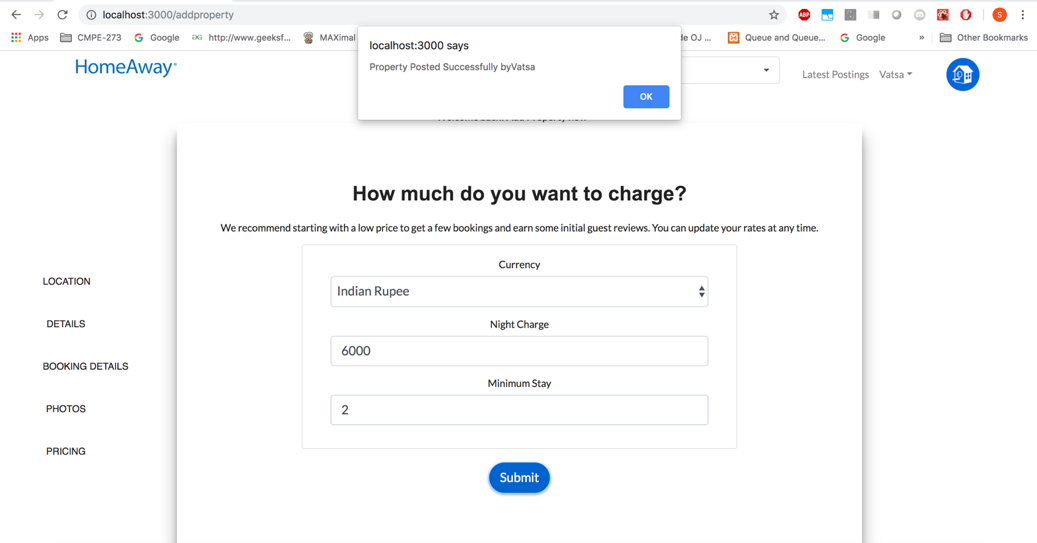 localhost:3000/addproperty
ABP
S
Apps
CMPE-273
Google
http://www.geeksf...
MAXimal
de OJ ...
Queue and Queue...
Google
»
Other Bookmarks
localhost:3000 says
Property Posted Successfully byVatsa
OK
HomeAway
Latest Postings
Vatsa
How much do you want to charge?
We recommend starting with a low price to get a few bookings and earn some initial guest reviews. You can update your rates at any time.
Currency
Indian Rupee
Night Charge
6000
Minimum Stay
2
Submit
LOCATION
DETAILS
BOOKING DETAILS
PHOTOS
PRICING